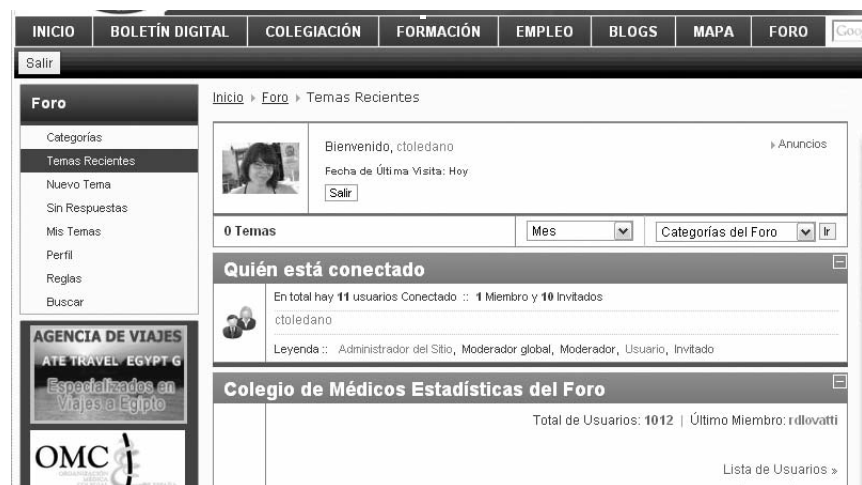 INICIO BOLETÍN DIGITAL COLEGIACIÓN FORMACIÓN EMPLEO BLOGS MAPA FORO
Salir
Foro
Categorías
Temas Recientes
Nuevo Tema
Sin Respuestas
Mis Temas
Perfil
Reglas
Buscar
AGENCIA DE VIAJES
ATE TRAVEL EGYPT G
Especializados en
Viajes a Egipto
OMC
Inicio Foro Temas Recientes
Bienvenido, ctoledano
Anuncios
Fecha de Última Visita: Hoy
Salir
0 Temas Mes Categorías del Foro Ir
Quién está conectado
En total hay 11 usuarios Conectado :: 1 Miembro y 10 Invitados
ctoledano
Leyenda :: Administrador del Sitio, Moderador global, Moderador, Usuario, Invitado
Colegio de Médicos Estadísticas del Foro
Total de Usuarios: 1012 | Último Miembro: rdlovatti
Lista de Usuarios »